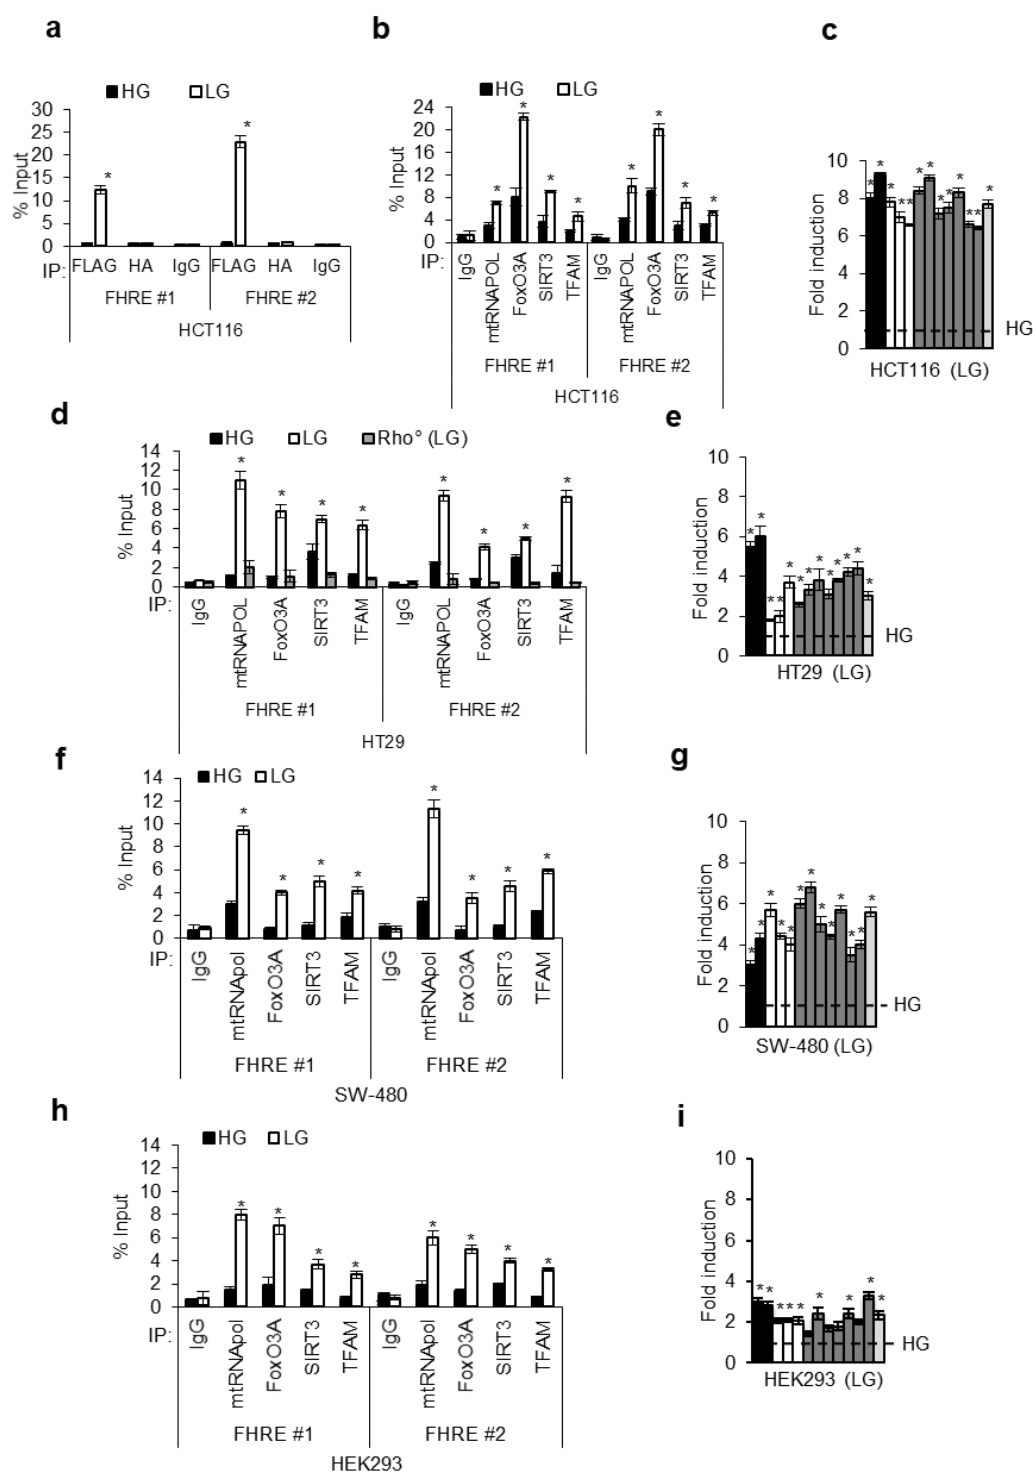 a
HG LG
% Input
30
25
20
15
10
5
0
* *
IP: FLAG HA IgG FLAG HA IgG
FHRE #1 FHRE #2
HCT116
b
HG LG
% Input
24
20
16
12
8
4
0
* * * * * * * *
IP: IgG mtRNAPOL FoxO3A SIRT3 TFAM IgG mtRNAPOL FoxO3A SIRT3 TFAM
FHRE #1 FHRE #2
HCT116
c
Fold induction
10
8
6
4
2
0
* * * * * * * * * * * * *
HG
HCT116 (LG)
d
HG LG Rho° (LG)
% Input
14
12
10
8
6
4
2
0
* * * * * * * *
IP: IgG mtRNAPOL FoxO3A SIRT3 TFAM IgG mtRNAPOL FoxO3A SIRT3 TFAM
FHRE #1 FHRE #2
HT29
e
Fold induction
10
8
6
4
2
0
* * * * * * * * * * * * *
HG
HT29 (LG)
f
HG LG
% Input
14
12
10
8
6
4
2
0
* * * * * * * *
IP: IgG mtRNApol FoxO3A SIRT3 TFAM IgG mtRNApol FoxO3A SIRT3 TFAM
FHRE #1 FHRE #2
SW-480
g
Fold induction
10
8
6
4
2
0
* * * * * * * * * * * * *
HG
SW-480 (LG)
h
HG LG
% Input
14
12
10
8
6
4
2
0
* * * * * * * *
IP: IgG mtRNApol FoxO3A SIRT3 TFAM IgG mtRNApol FoxO3A SIRT3 TFAM
FHRE #1 FHRE #2
HEK293
i
Fold induction
10
8
6
4
2
0
* * * * * * * * *
HG
HEK293 (LG)